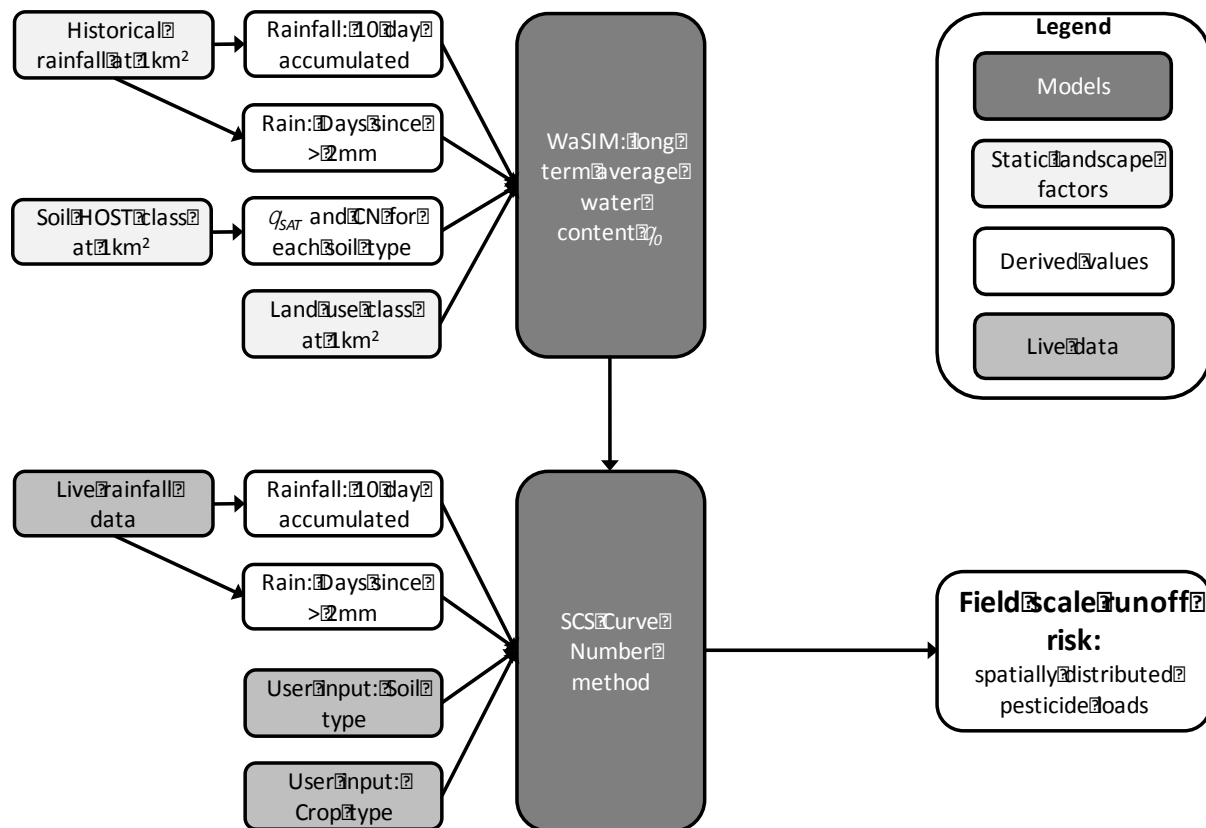 Historical
rainfall at 1km²
Rainfall: 10 day
accumulated
Rain: Days since
> 2mm
Soil HOST class
at 1km²
qSAT and CN for
each soil type
Land use class
at 1km²
WaSIM: long
term average
water
content q0
Legend
Models
Static landscape
factors
Derived values
Live data
Live rainfall
data
Rainfall: 10 day
accumulated
Rain: Days since
> 2mm
User input: Soil
type
User input:
Crop type
SCS Curve
Number
method
Field scale runoff
risk:
spatially distributed
pesticide loads